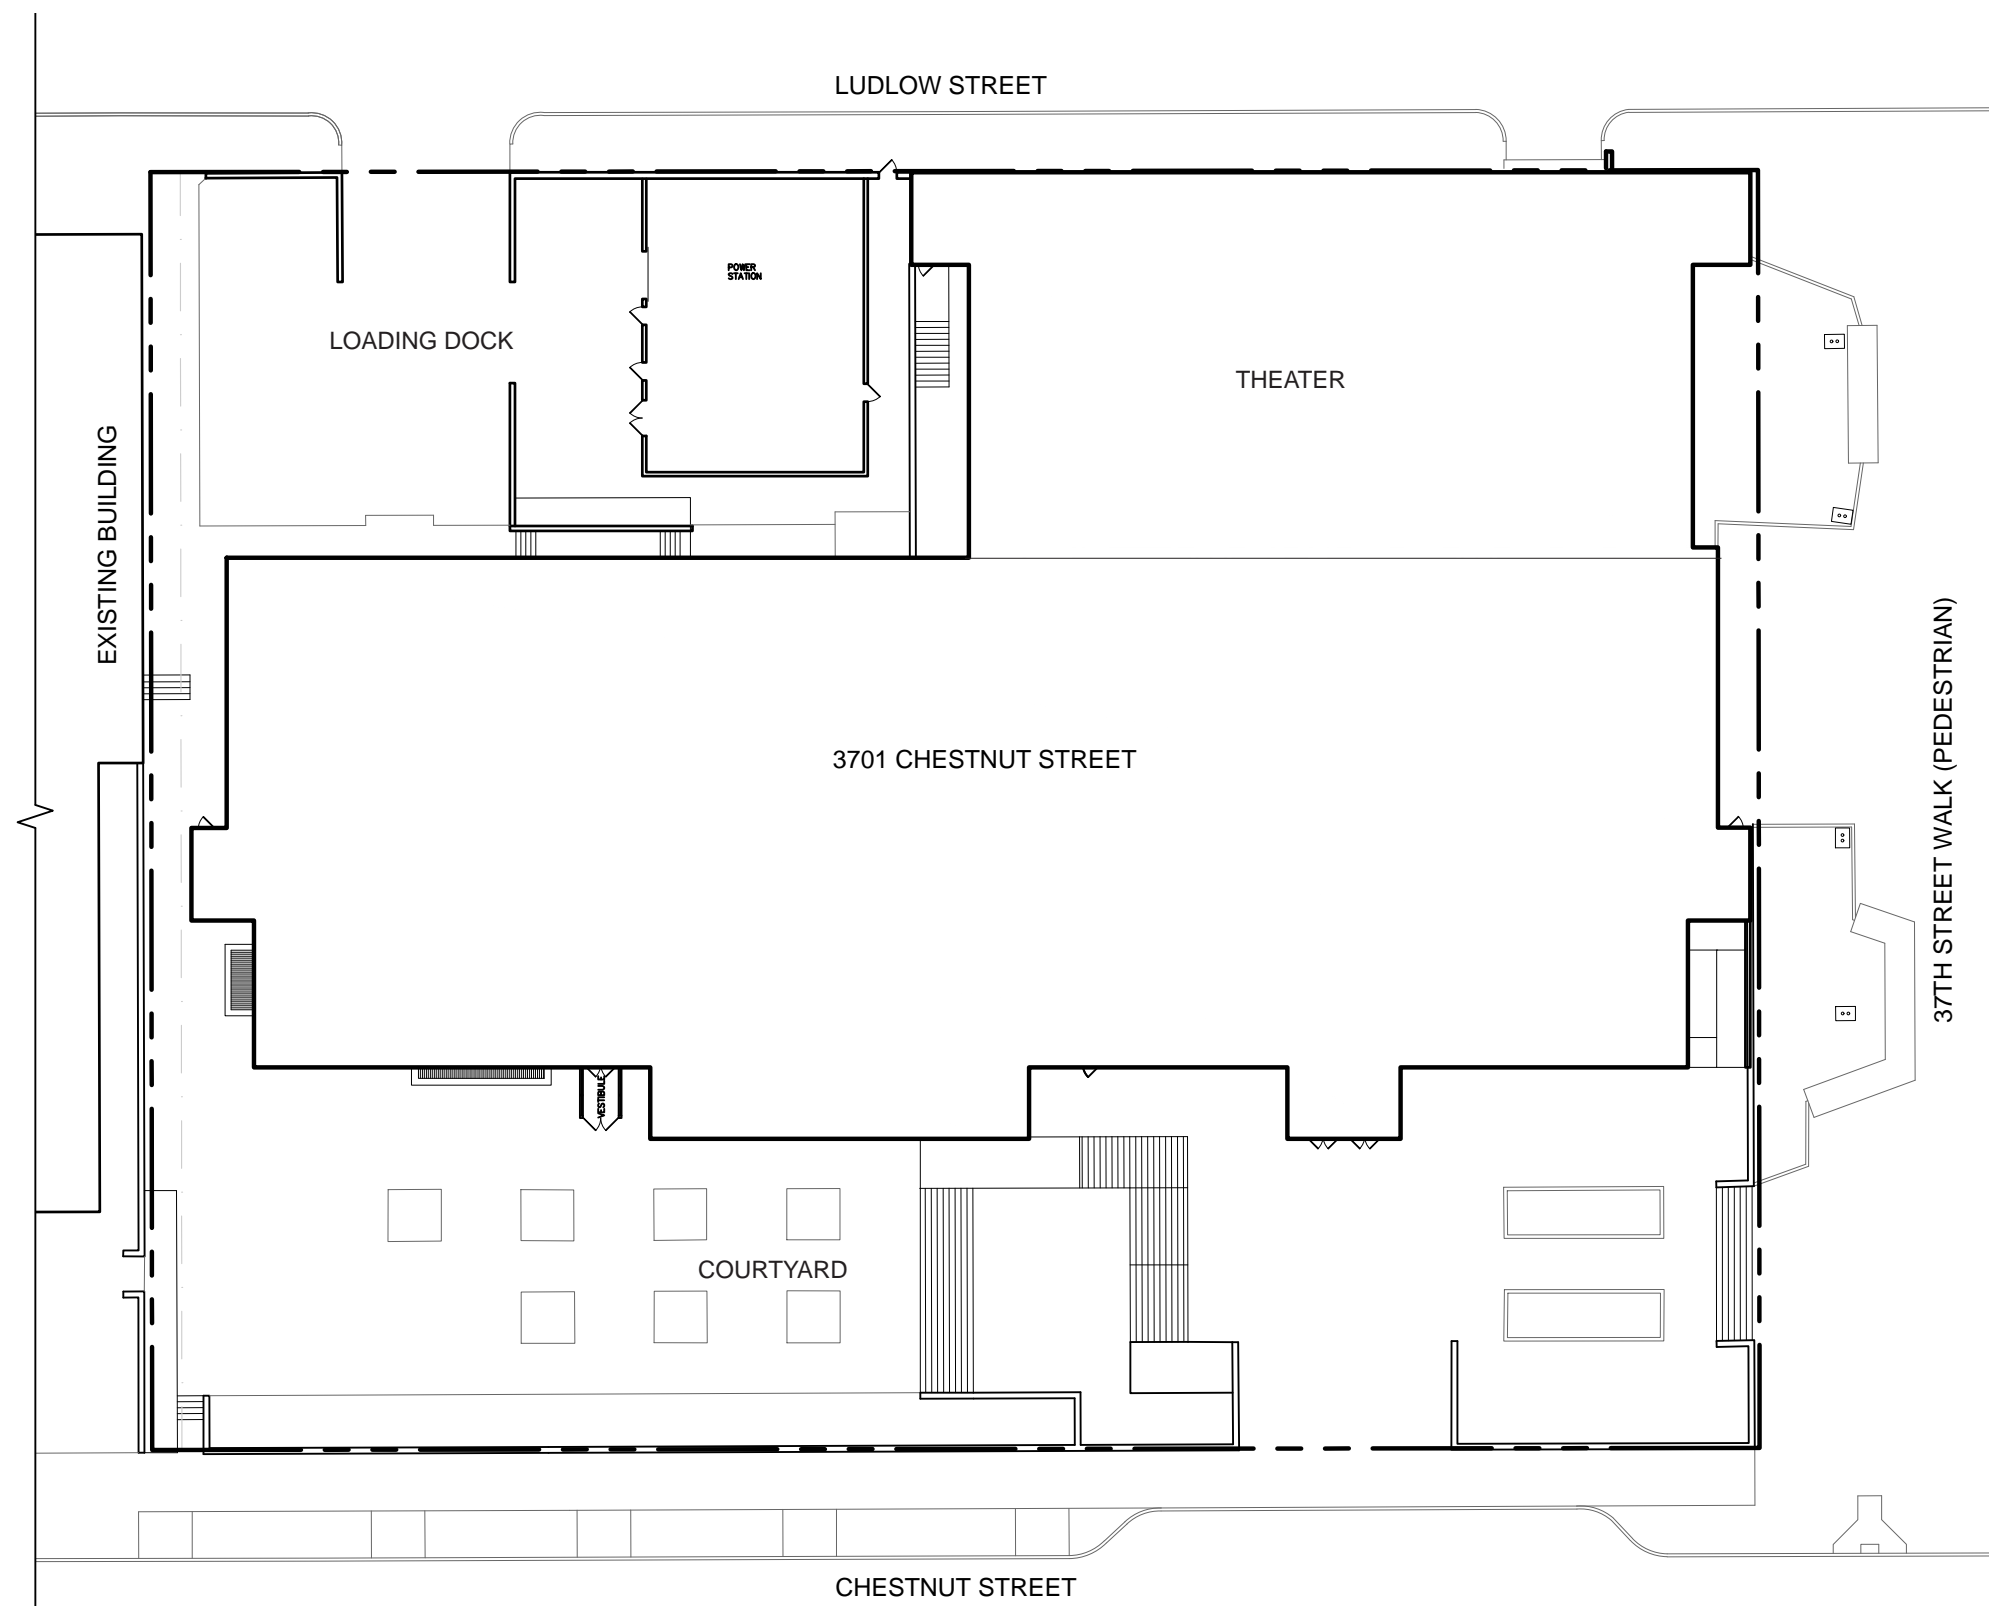 LUDLOW STREET
POWER
STATION
LOADING DOCK
THEATER
EXISTING BUILDING
3701 CHESTNUT STREET
37TH STREET WALK (PEDESTRIAN)
VESTIBULE
COURTYARD
CHESTNUT STREET